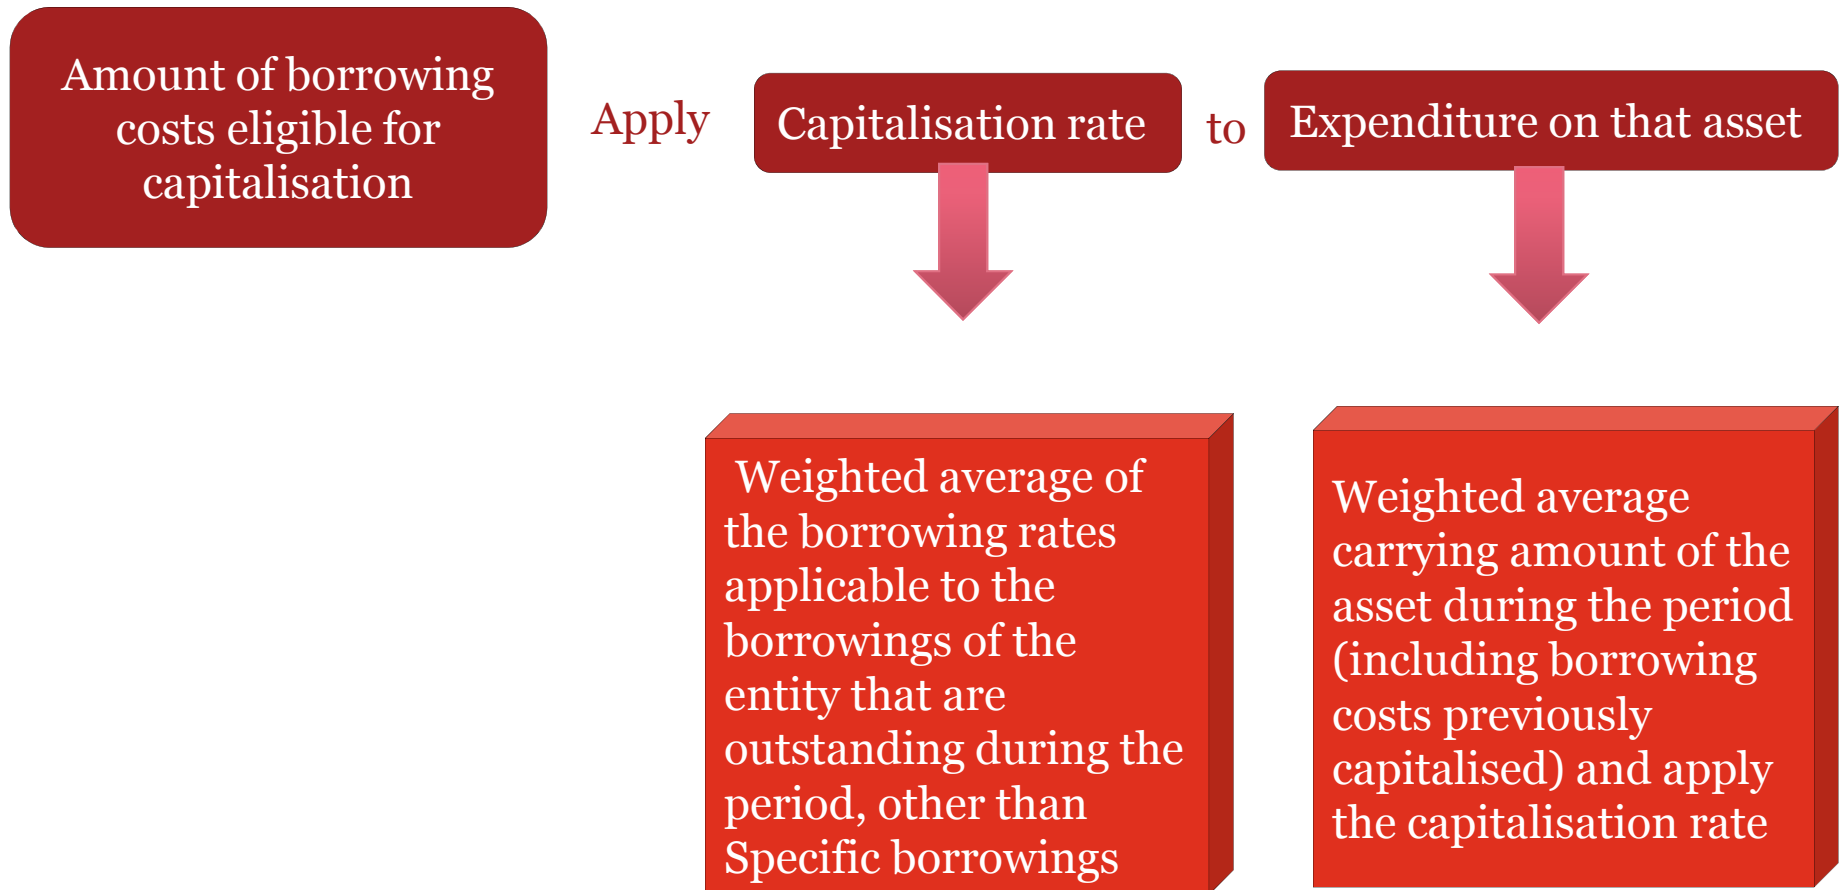 Amount of borrowing
costs eligible for
capitalisation
Apply
Capitalisation rate
to
Expenditure on that asset
Weighted average of
the borrowing rates
applicable to the
borrowings of the
entity that are
outstanding during the
period, other than
Specific borrowings
Weighted average
carrying amount of the
asset during the period
(including borrowing
costs previously
capitalised) and apply
the capitalisation rate